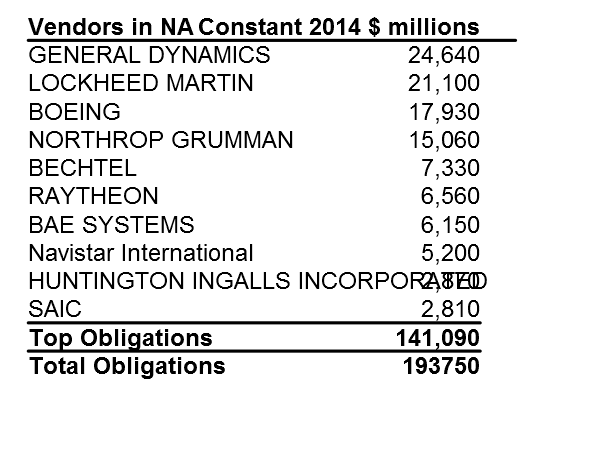 Vendors in NA Constant 2014 $ millions
GENERAL DYNAMICS 24,640
LOCKHEED MARTIN 21,100
BOEING 17,930
NORTHROP GRUMMAN 15,060
BECHTEL 7,330
RAYTHEON 6,560
BAE SYSTEMS 6,150
Navistar International 5,200
HUNTINGTON INGALLS INCORPORATED
SAIC 2,810
Top Obligations 141,090
Total Obligations 193750